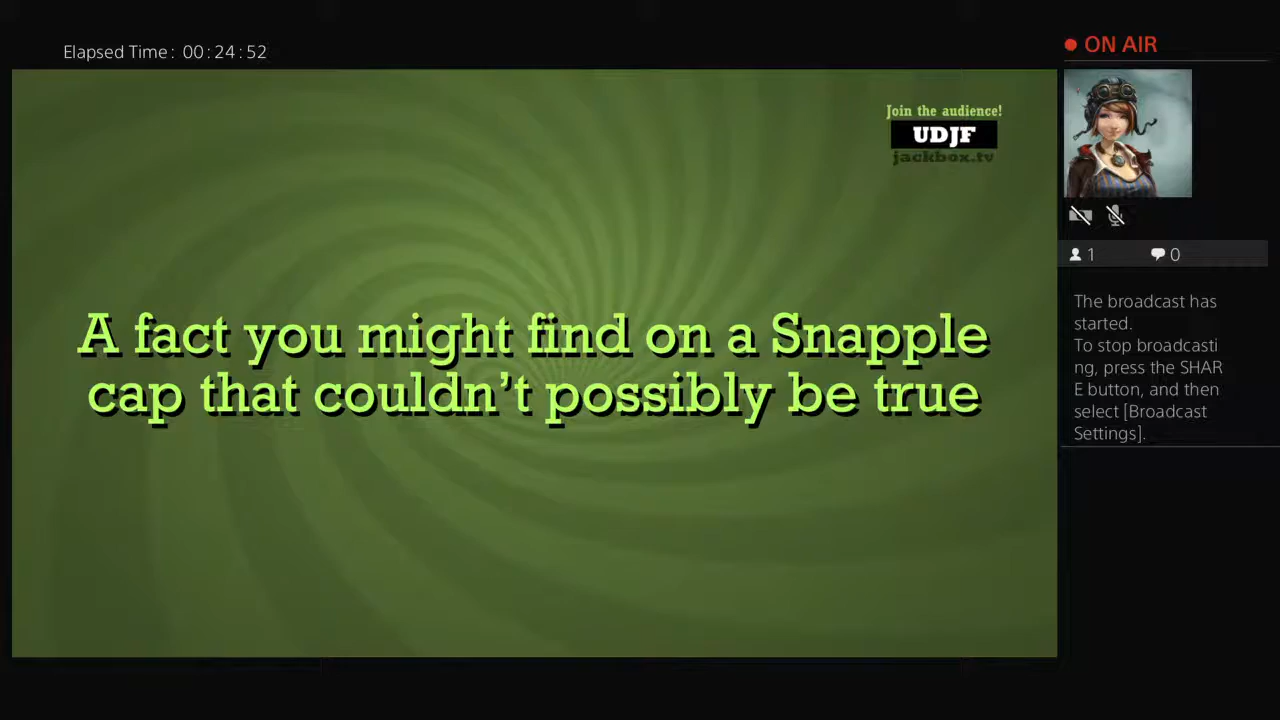 Elapsed Time: 00:24:52
ON AIR
Join the audience!
UDJF
jackbox.tv
1 0
A fact you might find on a Snapple
cap that couldn't possibly be true
The broadcast has
started.
To stop broadcasti
ng, press the SHAR
E button, and then
select [Broadcast
Settings].